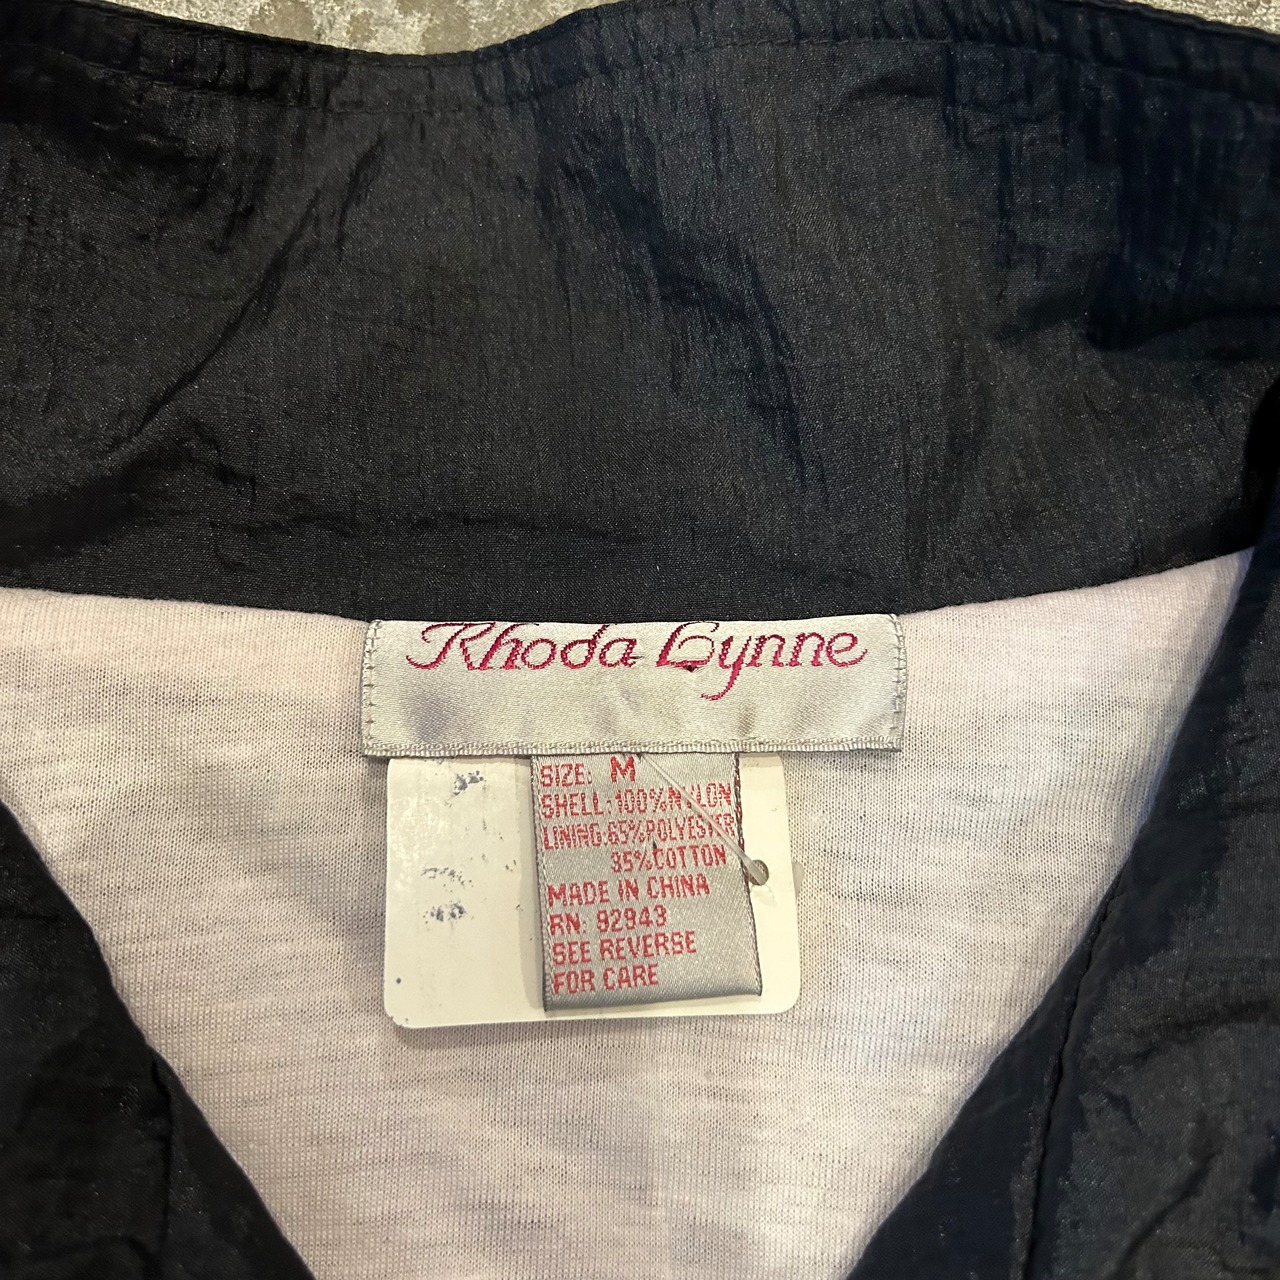 Rhoda Lynne
SIZE: M
SHELL:100%NYLON
LINING:65%POLYESTER
35%COTTON
MADE IN CHINA
RN: 92943
SEE REVERSE
FOR CARE